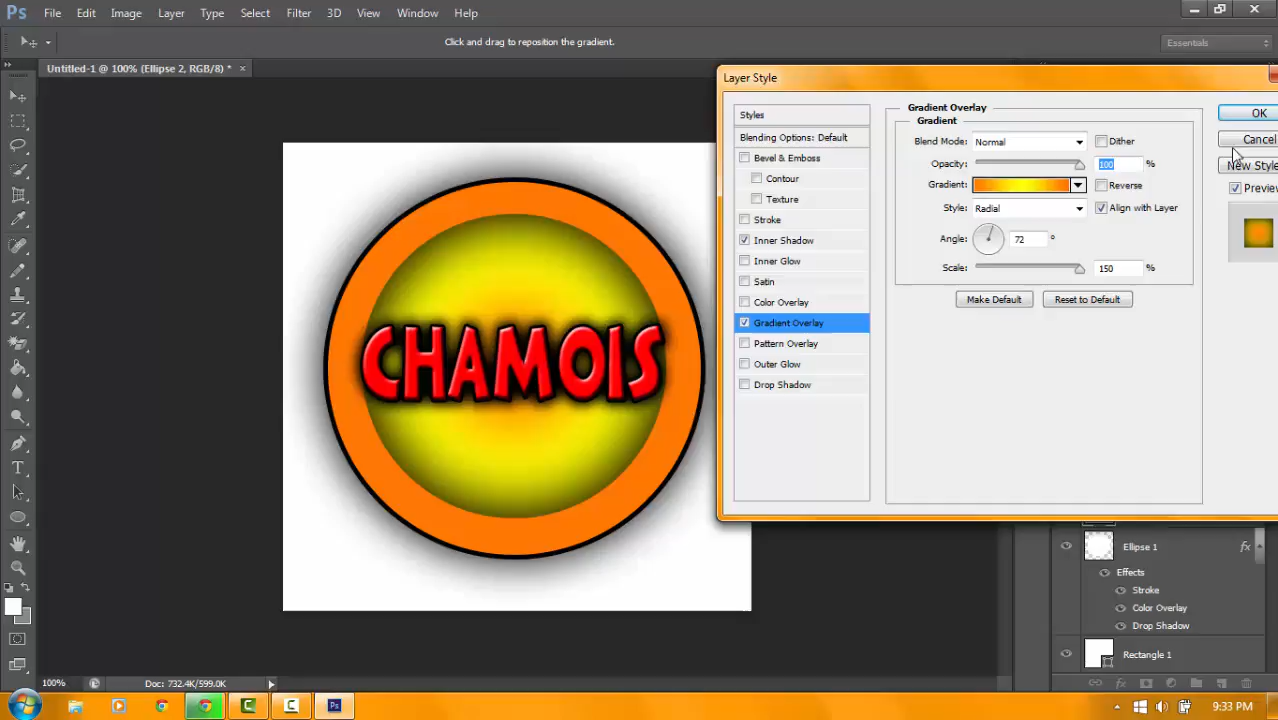 Ps File Edit Image Layer Type Select Filter 3D View Window Help
Click and drag to reposition the gradient.
Essentials
Untitled-1 @ 100% (Ellipse 2, RGB/8) * ×
Layer Style
Styles
Blending Options: Default
Bevel & Emboss
Contour
Texture
Stroke
Inner Shadow
Inner Glow
Satin
Color Overlay
Gradient Overlay
Pattern Overlay
Outer Glow
Drop Shadow
Gradient Overlay
Gradient
Blend Mode: Normal Dither
Opacity: 100 %
Gradient: Reverse
Style: Radial Align with Layer
Angle: 72 °
Scale: 150 %
Make Default Reset to Default
OK
Cancel
New Style
Preview
CHAMOIS
Ellipse 1 fx
Effects
Stroke
Color Overlay
Drop Shadow
Rectangle 1
100% Doc: 732.4K/599.0K
9:33 PM